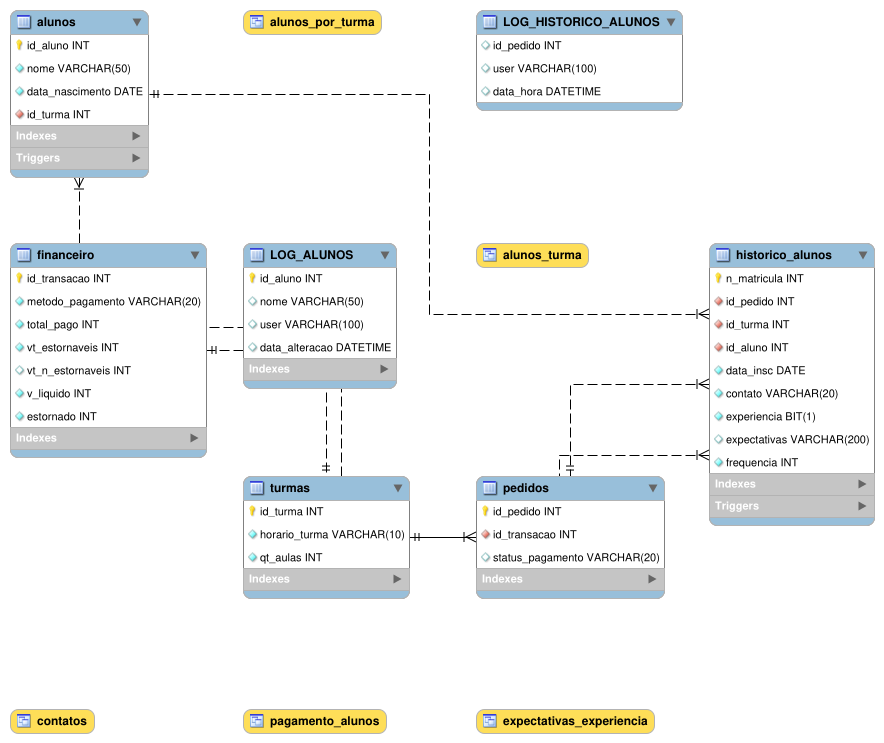 alunos
id_aluno INT
nome VARCHAR(50)
data_nascimento DATE
id_turma INT
Indexes
Triggers
alunos_por_turma
LOG_HISTORICO_ALUNOS
id_pedido INT
user VARCHAR(100)
data_hora DATETIME
financeiro
id_transacao INT
metodo_pagamento VARCHAR(20)
total_pago INT
vt_estornaveis INT
vt_n_estornaveis INT
v_liquido INT
estornado INT
Indexes
LOG_ALUNOS
id_aluno INT
nome VARCHAR(50)
user VARCHAR(100)
data_alteracao DATETIME
Indexes
alunos_turma
historico_alunos
n_matricula INT
id_pedido INT
id_turma INT
id_aluno INT
data_insc DATE
contato VARCHAR(20)
experiencia BIT(1)
expectativas VARCHAR(200)
frequencia INT
Indexes
Triggers
turmas
id_turma INT
horario_turma VARCHAR(10)
qt_aulas INT
Indexes
pedidos
id_pedido INT
id_transacao INT
status_pagamento VARCHAR(20)
Indexes
contatos
pagamento_alunos
expectativas_experiencia